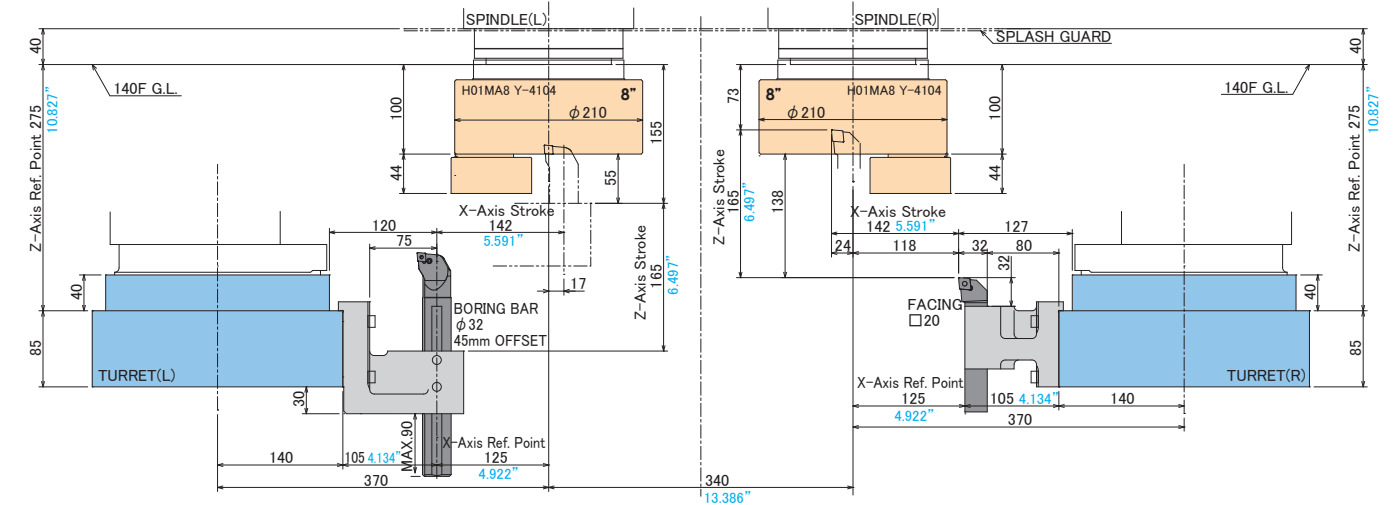 SPINDLE(L)
SPINDLE(R)
SPLASH GUARD
40
40
140F G.L.
140F G.L.
H01MA8 Y-4104
8”
φ210
8”
H01MA8 Y-4104
φ210
100
155
73
100
Z-Axis Ref. Point 275
10.827”
Z-Axis Ref. Point 275
10.827”
44
55
138
44
Z-Axis Stroke
165
6.497”
X-Axis Stroke
142
5.591”
120
75
X-Axis Stroke
142 5.591”
127
24
118
32
80
32
Z-Axis Stroke
165
6.497”
17
40
40
BORING BAR
φ32
45mm OFFSET
FACING
□20
85
85
TURRET(L)
TURRET(R)
30
MAX.90
X-Axis Ref. Point
125
4.922”
105 4.134”
140
370
X-Axis Ref. Point
125
4.922”
105 4.134”
140
370
340
13.386”